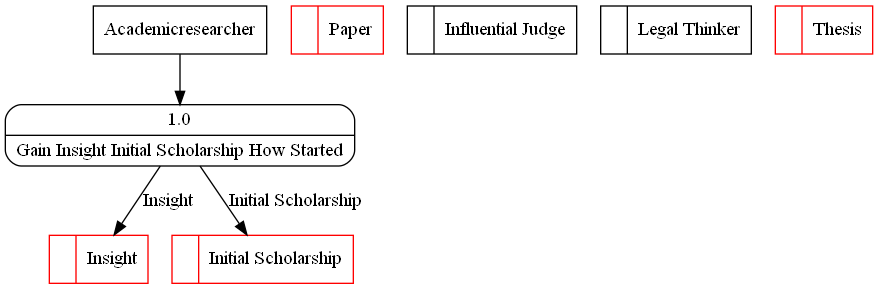 Academicresearcher
Paper
Influential Judge
Legal Thinker
Thesis
1.0
Gain Insight Initial Scholarship How Started
Insight
Initial Scholarship
Insight
Initial Scholarship